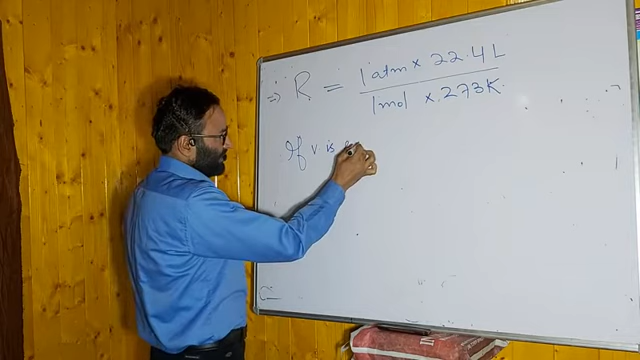 ⇒ R = 1 atm × 22.4 L
1 mol × 273 K
If v is